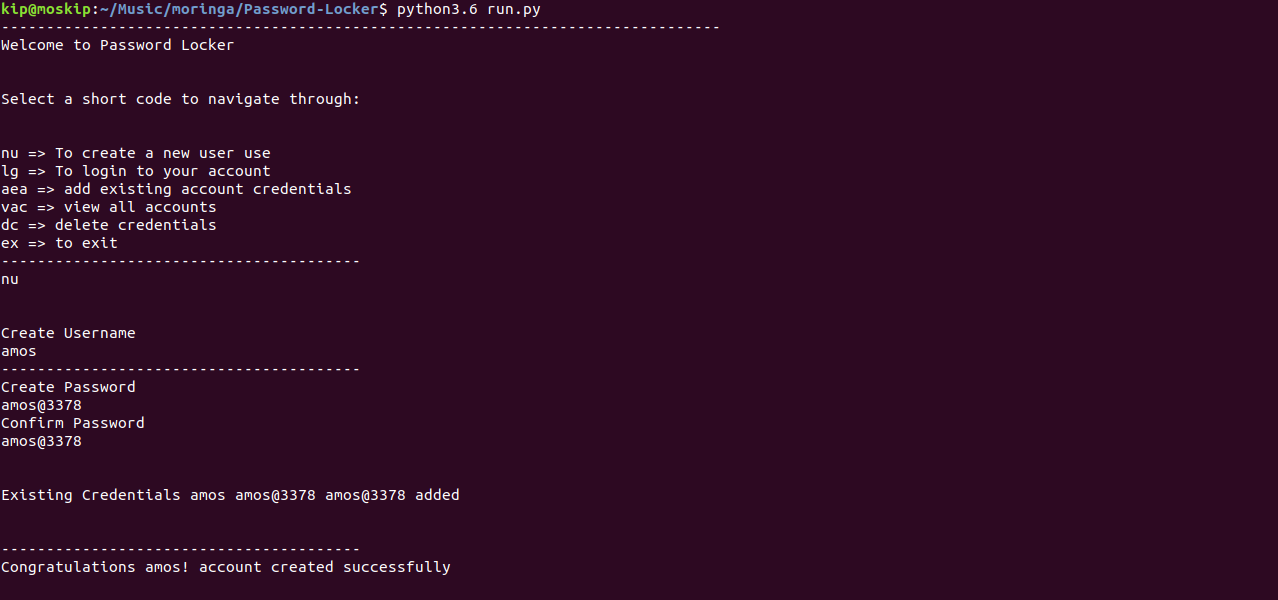 kip@moskip:~/Music/moringa/Password-Locker$ python3.6 run.py
--------------------------------------------------------------------------------
Welcome to Password Locker
Select a short code to navigate through:
nu => To create a new user use
lg => To login to your account
aea => add existing account credentials
vac => view all accounts
dc => delete credentials
ex => to exit
----------------------------------------
nu
Create Username
amos
----------------------------------------
Create Password
amos@3378
Confirm Password
amos@3378
Existing Credentials amos amos@3378 amos@3378 added
----------------------------------------
Congratulations amos! account created successfully